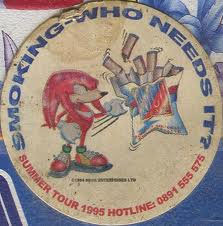 SMOKING-WHO NEEDS IT?
©1994 SEGA ENTERPRISES LTD
SUMMER TOUR 1995 HOTLINE: 0891 555 575